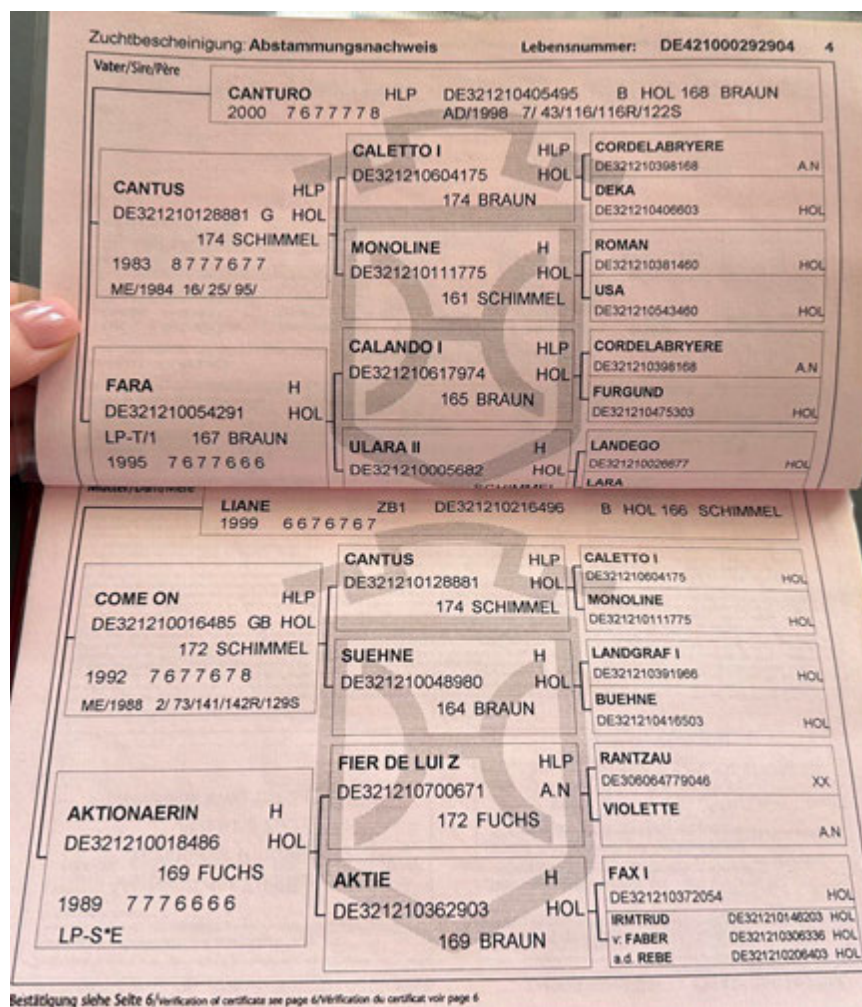 Zuchtbescheinigung: Abstammungsnachweis Lebensnummer: DE421000292904 4
Vater/Sire/Père
CANTURO HLP DE321210405495 B HOL 168 BRAUN
2000 7677778 AD/1998 7/ 43/116/116R/122S
CANTUS HLP
DE321210128881 G HOL
174 SCHIMMEL
1983 8777677
ME/1984 16/ 25/ 95/
FARA H
DE321210054291 HOL
LP-T/1 167 BRAUN
1995 7677666
CALETTO I HLP
DE321210604175 HOL
174 BRAUN
MONOLINE H
DE321210111775 HOL
161 SCHIMMEL
CALANDO I HLP
DE321210617974 HOL
165 BRAUN
ULARA II H
DE321210005682 HOL
CORDELABRYERE
DE321210398168 A.N
DEKA
DE321210406603 HOL
ROMAN
DE321210381460 HOL
USA
DE321210543460 HOL
CORDELABRYERE
DE321210398168 A.N
FURGUND
DE321210475303 HOL
LANDEGO
DE321210026677 HOL
LARA
LIANE ZB1 DE321210216496 B HOL 166 SCHIMMEL
1999 6676767
COME ON HLP
DE321210016485 GB HOL
172 SCHIMMEL
1992 7677678
ME/1988 2/ 73/141/142R/129S
AKTIONAERIN H
DE321210018486 HOL
169 FUCHS
1989 7776666
LP-S*E
CANTUS HLP
DE321210128881 HOL
174 SCHIMMEL
SUEHNE H
DE321210048980 HOL
164 BRAUN
FIER DE LUI Z HLP
DE321210700671 A.N
172 FUCHS
AKTIE H
DE321210362903 HOL
169 BRAUN
CALETTO I
DE321210604175 HOL
MONOLINE
DE321210111775 HOL
LANDGRAF I
DE321210391966 HOL
BUEHNE
DE321210416503 HOL
RANTZAU
DE306064779046 XX
VIOLETTE
A.N
FAX I
DE321210372054 HOL
IRMTRUD DE321210146203 HOL
v: FABER DE321210306336 HOL
a.d. REBE DE321210206403 HOL
Bestätigung siehe Seite 6/Verification of certificate see page 6/Vérification du certificat voir page 6